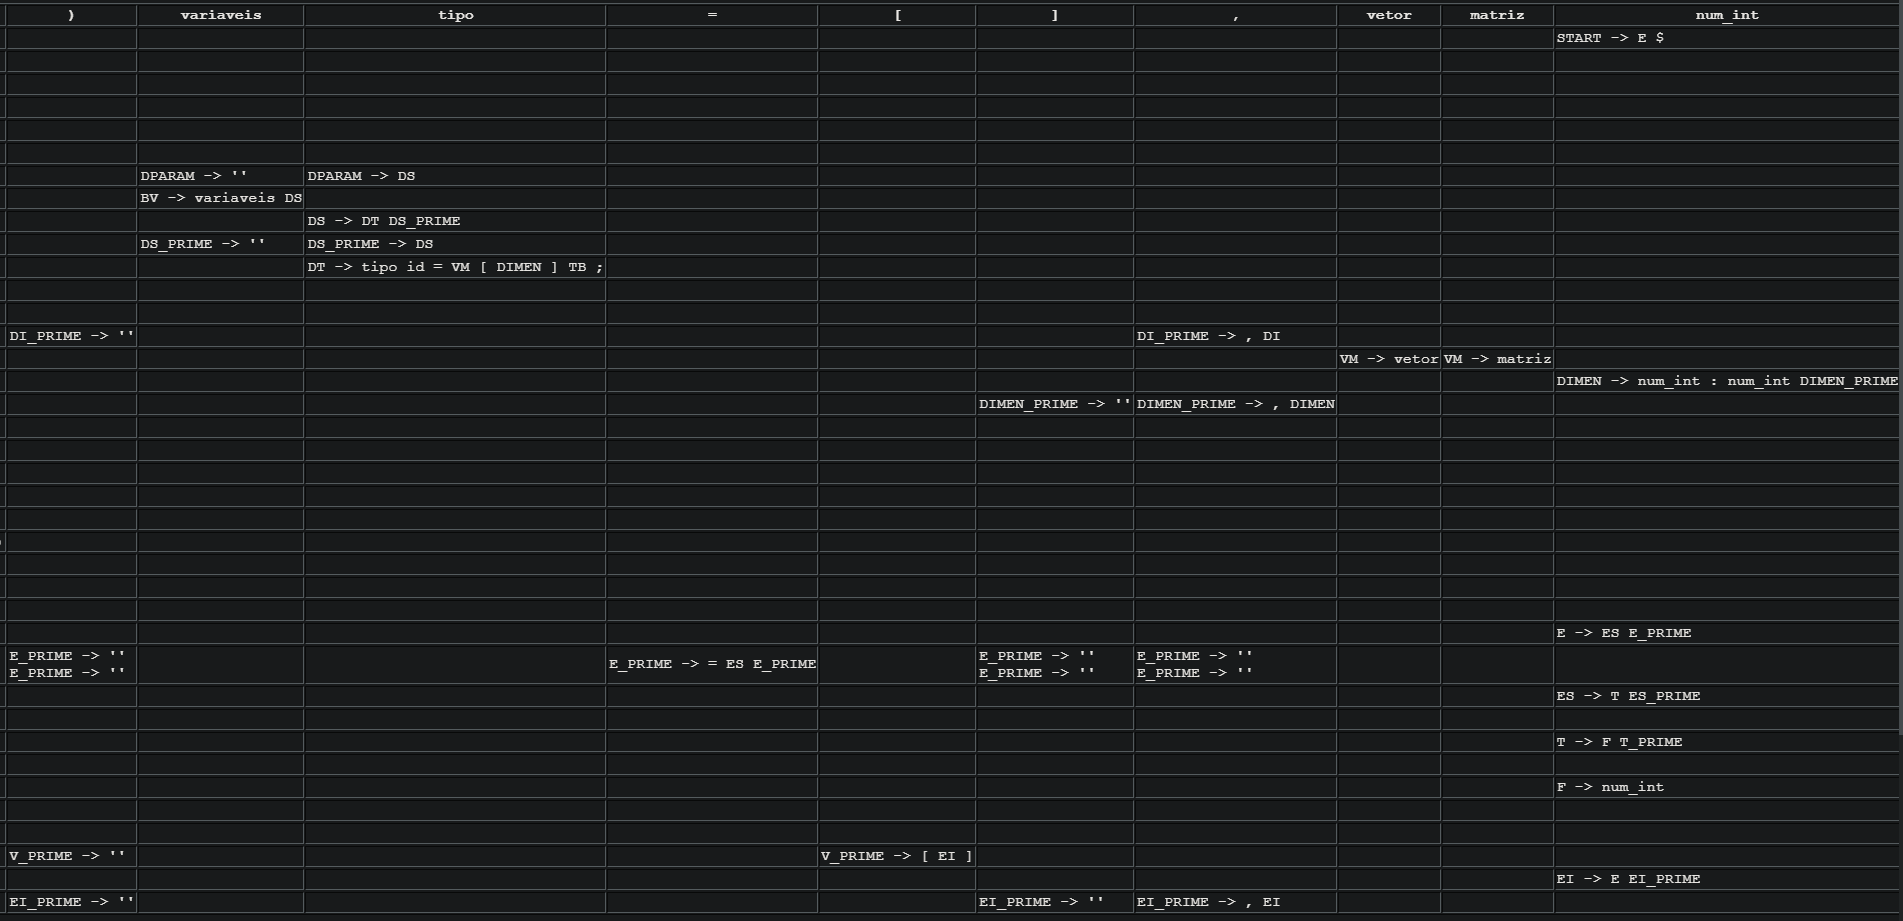 ) variaveis tipo = [ ] , vetor matriz num_int
START -> E $
DPARAM -> '' DPARAM -> DS
BV -> variaveis DS
DS -> DT DS_PRIME
DS_PRIME -> '' DS_PRIME -> DS
DT -> tipo id = VM [ DIMEN ] TB ;
DI_PRIME -> '' DI_PRIME -> , DI
VM -> vetor VM -> matriz
DIMEN -> num_int : num_int DIMEN_PRIME
DIMEN_PRIME -> '' DIMEN_PRIME -> , DIMEN
E -> ES E_PRIME
E_PRIME -> '' E_PRIME -> '' E_PRIME -> ''
E_PRIME -> = ES E_PRIME
E_PRIME -> '' E_PRIME -> '' E_PRIME -> ''
ES -> T ES_PRIME
T -> F T_PRIME
F -> num_int
V_PRIME -> '' V_PRIME -> [ EI ]
EI -> E EI_PRIME
EI_PRIME -> '' EI_PRIME -> '' EI_PRIME -> , EI